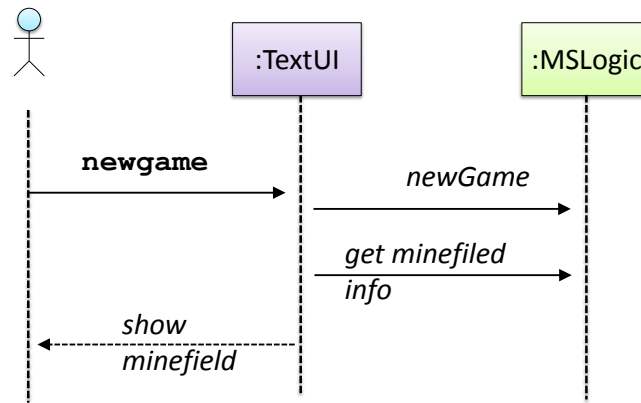 :TextUI
:MSLogic
newgame
newGame
get minefiled
info
show
minefield